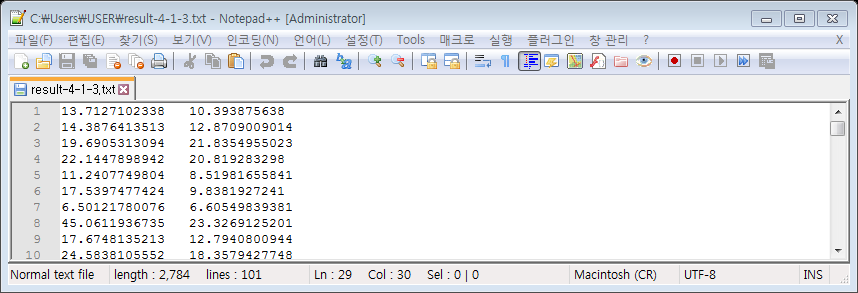 C:₩Users₩USER₩result-4-1-3.txt - Notepad++ [Administrator]
파일(F) 편집(E) 찾기(S) 보기(V) 인코딩(N) 언어(L) 설정(T) Tools 매크로 실행 플러그인 창 관리 ? X
result-4-1-3.txt
1 13.7127102338 10.393875638
2 14.3876413513 12.8709009014
3 19.6905313094 21.8354955023
4 22.1447898942 20.819283298
5 11.2407749804 8.51981655841
6 17.5397477424 9.8381927241
7 6.50121780076 6.60549839381
8 45.0611936735 23.3269125201
9 17.6748135213 12.7940800944
10 24.5838105552 18.3579427748
Normal text file length : 2,784 lines : 101 Ln : 29 Col : 30 Sel : 0 | 0 Macintosh (CR) UTF-8 INS